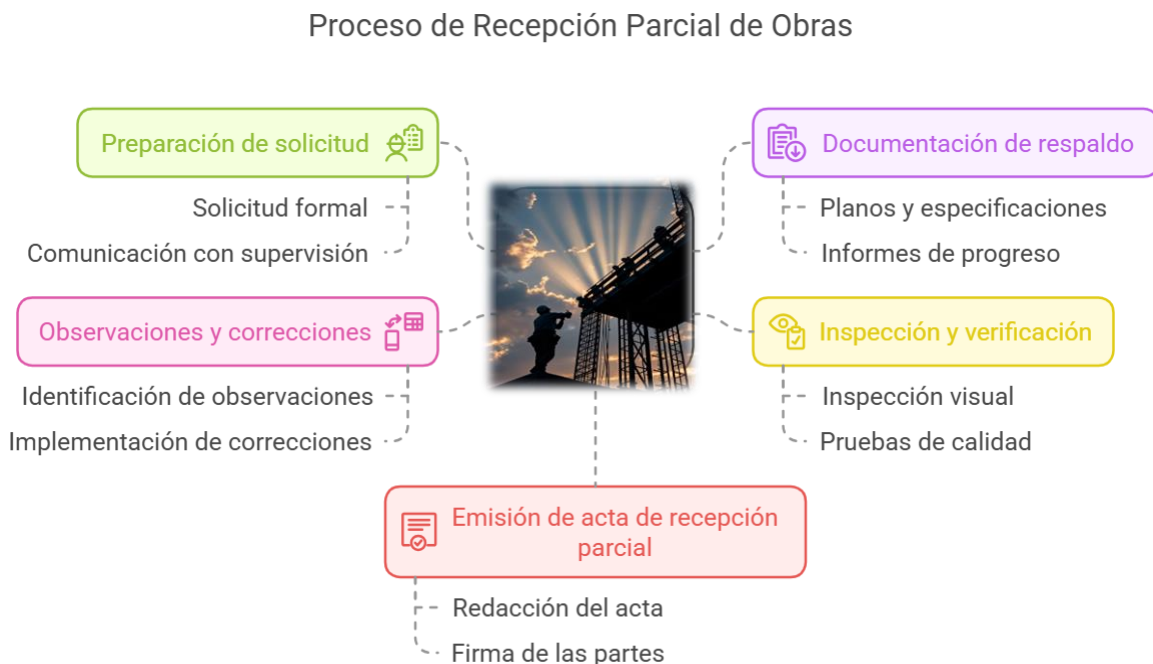 Proceso de Recepción Parcial de Obras
Preparación de solicitud
Solicitud formal
Comunicación con supervisión
Documentación de respaldo
Planos y especificaciones
Informes de progreso
Observaciones y correcciones
Identificación de observaciones
Implementación de correcciones
Inspección y verificación
Inspección visual
Pruebas de calidad
Emisión de acta de recepción
parcial
Redacción del acta
Firma de las partes